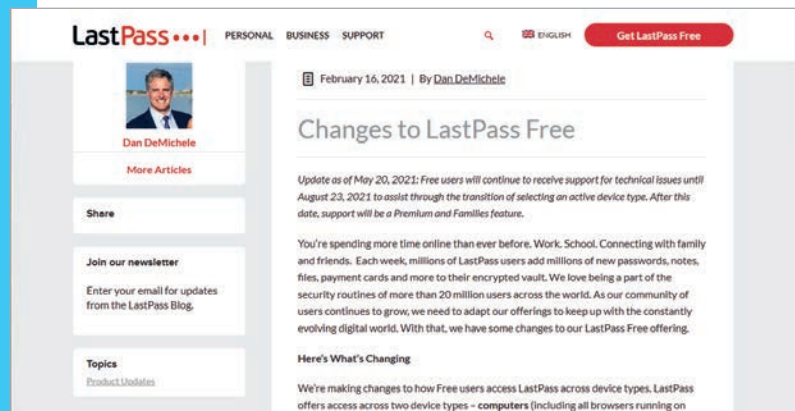 LastPass
PERSONAL BUSINESS SUPPORT
ENGLISH
Get LastPass Free
Dan DeMichele
More Articles
Share
Join our newsletter
Enter your email for updates
from the LastPass Blog.
Topics
Product Updates
February 16, 2021 | By Dan DeMichele
Changes to LastPass Free
Update as of May 20, 2021: Free users will continue to receive support for technical issues until
August 23, 2021 to assist through the transition of selecting an active device type. After this
date, support will be a Premium and Families feature.
You're spending more time online than ever before. Work. School. Connecting with family
and friends. Each week, millions of LastPass users add millions of new passwords, notes,
files, payment cards and more to their encrypted vault. We love being a part of the
security routines of more than 20 million users across the world. As our community of
users continues to grow, we need to adapt our offerings to keep up with the constantly
evolving digital world. With that, we have some changes to our LastPass Free offering.
Here's What's Changing
We're making changes to how Free users access LastPass across device types. LastPass
offers access across two device types – computers (including all browsers running on